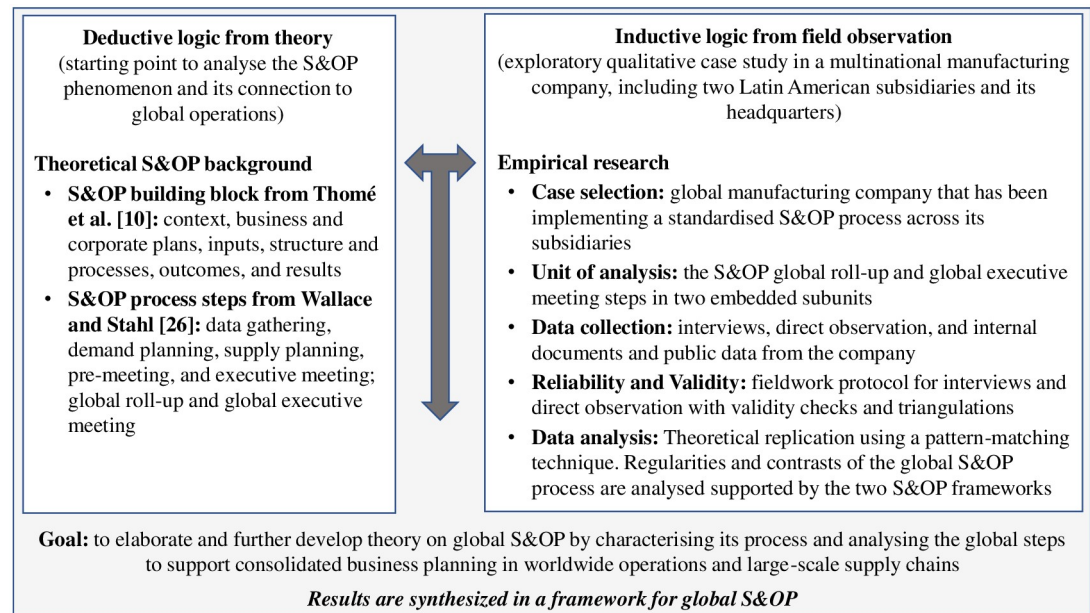 Deductive logic from theory
(starting point to analyse the S&OP
phenomenon and its connection to
global operations)
Theoretical S&OP background
• S&OP building block from Thomé
et al. [10]: context, business and
corporate plans, inputs, structure and
processes, outcomes, and results
• S&OP process steps from Wallace
and Stahl [26]: data gathering,
demand planning, supply planning,
pre-meeting, and executive meeting;
global roll-up and global executive
meeting
Inductive logic from field observation
(exploratory qualitative case study in a multinational manufacturing
company, including two Latin American subsidiaries and its
headquarters)
Empirical research
• Case selection: global manufacturing company that has been
implementing a standardised S&OP process across its
subsidiaries
• Unit of analysis: the S&OP global roll-up and global executive
meeting steps in two embedded subunits
• Data collection: interviews, direct observation, and internal
documents and public data from the company
• Reliability and Validity: fieldwork protocol for interviews and
direct observation with validity checks and triangulations
• Data analysis: Theoretical replication using a pattern-matching
technique. Regularities and contrasts of the global S&OP
process are analysed supported by the two S&OP frameworks
Goal: to elaborate and further develop theory on global S&OP by characterising its process and analysing the global steps
to support consolidated business planning in worldwide operations and large-scale supply chains
Results are synthesized in a framework for global S&OP